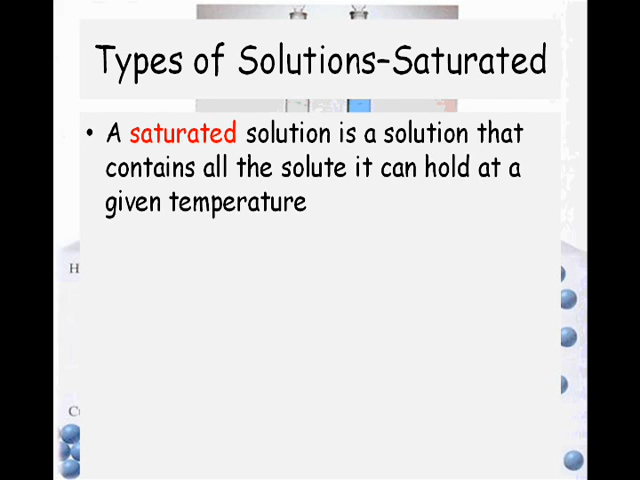 Types of Solutions–Saturated
• A saturated solution is a solution that
contains all the solute it can hold at a
given temperature
H